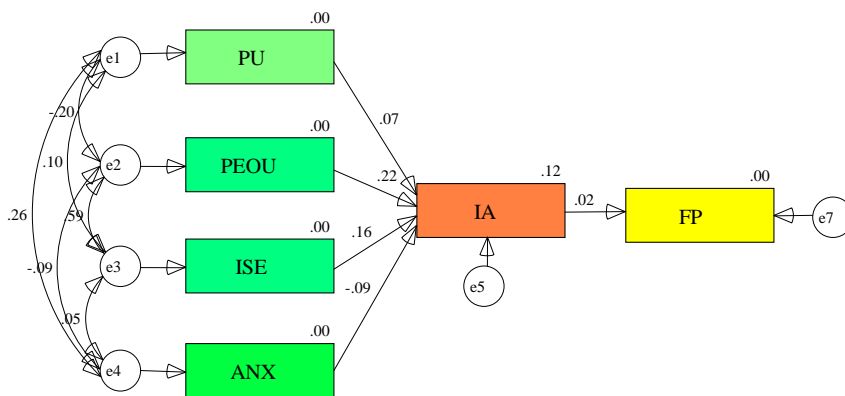 .00
e1
PU
-.20
.00
.07
.10
e2
PEOU
.22
.12
.00
.26
.59
IA
.02
FP
e7
.00
.16
-.09
e3
ISE
-.09
e5
.05
.00
e4
ANX